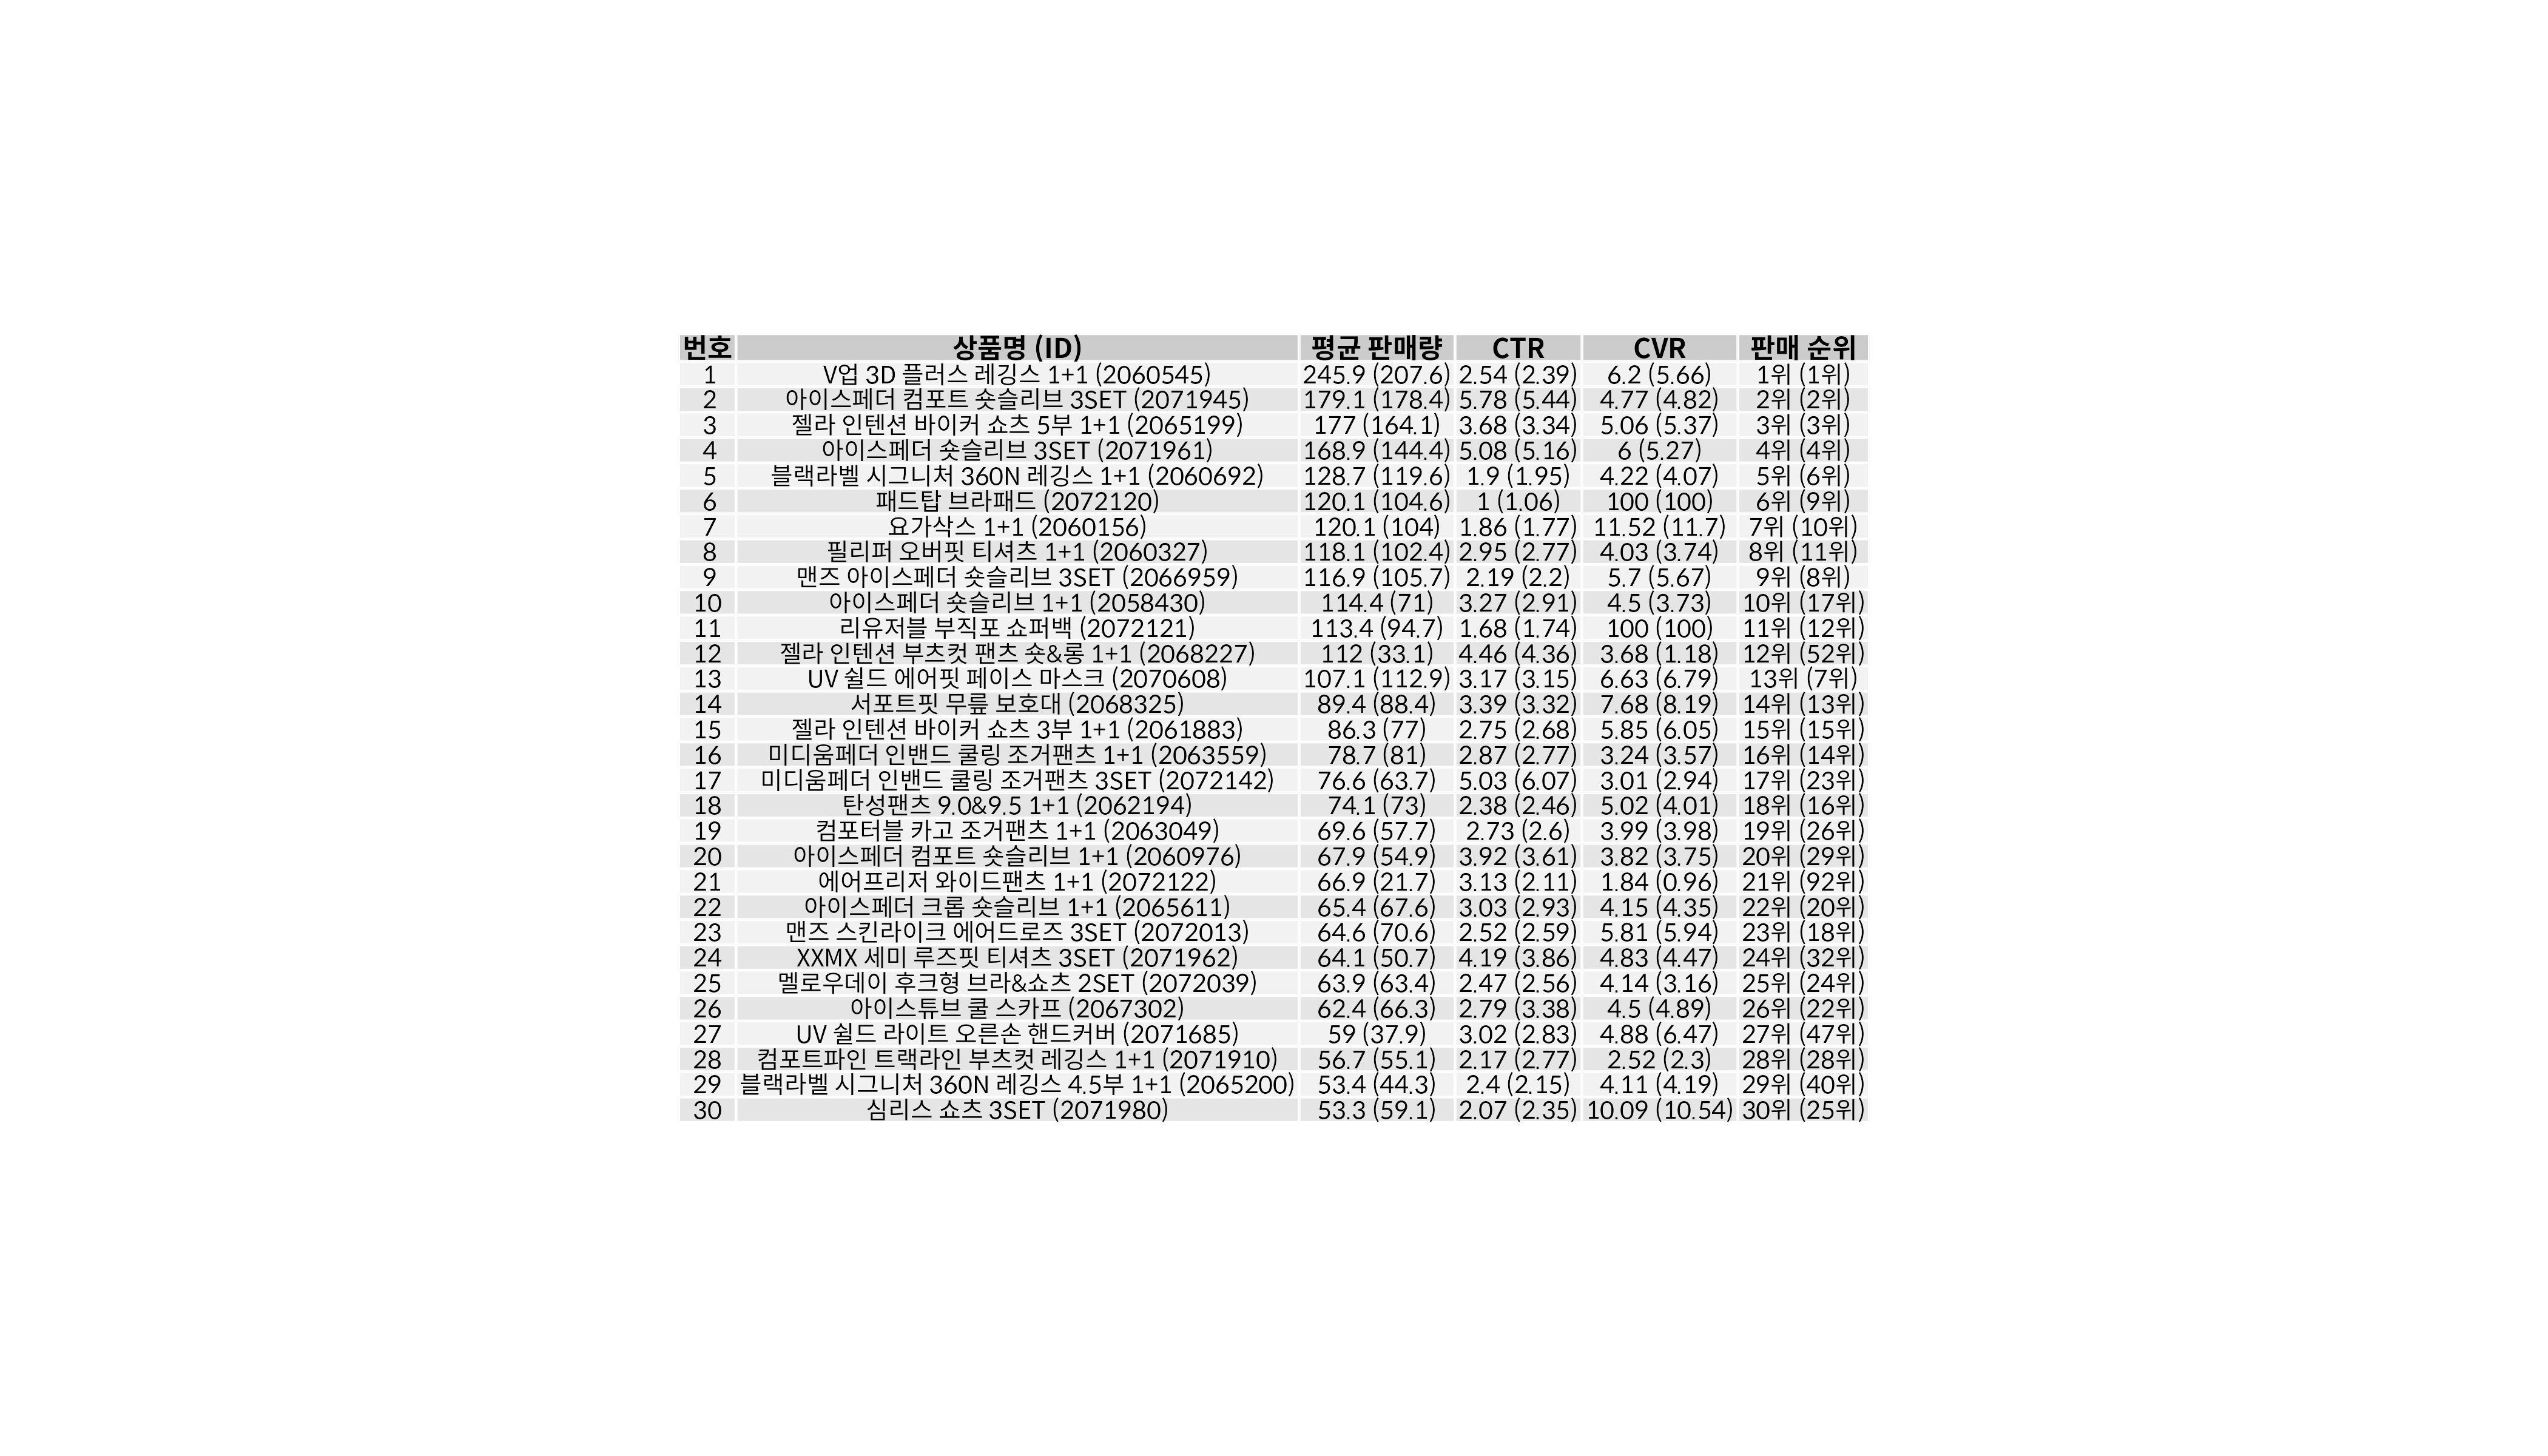 번호 상품명 (ID) 평균 판매량 CTR CVR 판매 순위
1 V업 3D 플러스 레깅스 1+1 (2060545) 245.9 (207.6) 2.54 (2.39) 6.2 (5.66) 1위 (1위)
2 아이스페더 컴포트 숏슬리브 3SET (2071945) 179.1 (178.4) 5.78 (5.44) 4.77 (4.82) 2위 (2위)
3 젤라 인텐션 바이커 쇼츠 5부 1+1 (2065199) 177 (164.1) 3.68 (3.34) 5.06 (5.37) 3위 (3위)
4 아이스페더 숏슬리브 3SET (2071961) 168.9 (144.4) 5.08 (5.16) 6 (5.27) 4위 (4위)
5 블랙라벨 시그니처 360N 레깅스 1+1 (2060692) 128.7 (119.6) 1.9 (1.95) 4.22 (4.07) 5위 (6위)
6 패드탑 브라패드 (2072120) 120.1 (104.6) 1 (1.06) 100 (100) 6위 (9위)
7 요가삭스 1+1 (2060156) 120.1 (104) 1.86 (1.77) 11.52 (11.7) 7위 (10위)
8 필리퍼 오버핏 티셔츠 1+1 (2060327) 118.1 (102.4) 2.95 (2.77) 4.03 (3.74) 8위 (11위)
9 맨즈 아이스페더 숏슬리브 3SET (2066959) 116.9 (105.7) 2.19 (2.2) 5.7 (5.67) 9위 (8위)
10 아이스페더 숏슬리브 1+1 (2058430) 114.4 (71) 3.27 (2.91) 4.5 (3.73) 10위 (17위)
11 리유저블 부직포 쇼퍼백 (2072121) 113.4 (94.7) 1.68 (1.74) 100 (100) 11위 (12위)
12 젤라 인텐션 부츠컷 팬츠 숏&롱 1+1 (2068227) 112 (33.1) 4.46 (4.36) 3.68 (1.18) 12위 (52위)
13 UV 쉴드 에어핏 페이스 마스크 (2070608) 107.1 (112.9) 3.17 (3.15) 6.63 (6.79) 13위 (7위)
14 서포트핏 무릎 보호대 (2068325) 89.4 (88.4) 3.39 (3.32) 7.68 (8.19) 14위 (13위)
15 젤라 인텐션 바이커 쇼츠 3부 1+1 (2061883) 86.3 (77) 2.75 (2.68) 5.85 (6.05) 15위 (15위)
16 미디움페더 인밴드 쿨링 조거팬츠 1+1 (2063559) 78.7 (81) 2.87 (2.77) 3.24 (3.57) 16위 (14위)
17 미디움페더 인밴드 쿨링 조거팬츠 3SET (2072142) 76.6 (63.7) 5.03 (6.07) 3.01 (2.94) 17위 (23위)
18 탄성팬츠 9.0&9.5 1+1 (2062194) 74.1 (73) 2.38 (2.46) 5.02 (4.01) 18위 (16위)
19 컴포터블 카고 조거팬츠 1+1 (2063049) 69.6 (57.7) 2.73 (2.6) 3.99 (3.98) 19위 (26위)
20 아이스페더 컴포트 숏슬리브 1+1 (2060976) 67.9 (54.9) 3.92 (3.61) 3.82 (3.75) 20위 (29위)
21 에어프리저 와이드팬츠 1+1 (2072122) 66.9 (21.7) 3.13 (2.11) 1.84 (0.96) 21위 (92위)
22 아이스페더 크롭 숏슬리브 1+1 (2065611) 65.4 (67.6) 3.03 (2.93) 4.15 (4.35) 22위 (20위)
23 맨즈 스킨라이크 에어드로즈 3SET (2072013) 64.6 (70.6) 2.52 (2.59) 5.81 (5.94) 23위 (18위)
24 XXMX 세미 루즈핏 티셔츠 3SET (2071962) 64.1 (50.7) 4.19 (3.86) 4.83 (4.47) 24위 (32위)
25 멜로우데이 후크형 브라&쇼츠 2SET (2072039) 63.9 (63.4) 2.47 (2.56) 4.14 (3.16) 25위 (24위)
26 아이스튜브 쿨 스카프 (2067302) 62.4 (66.3) 2.79 (3.38) 4.5 (4.89) 26위 (22위)
27 UV 쉴드 라이트 오른손 핸드커버 (2071685) 59 (37.9) 3.02 (2.83) 4.88 (6.47) 27위 (47위)
28 컴포트파인 트랙라인 부츠컷 레깅스 1+1 (2071910) 56.7 (55.1) 2.17 (2.77) 2.52 (2.3) 28위 (28위)
29 블랙라벨 시그니처 360N 레깅스 4.5부 1+1 (2065200) 53.4 (44.3) 2.4 (2.15) 4.11 (4.19) 29위 (40위)
30 심리스 쇼츠 3SET (2071980) 53.3 (59.1) 2.07 (2.35) 10.09 (10.54) 30위 (25위)